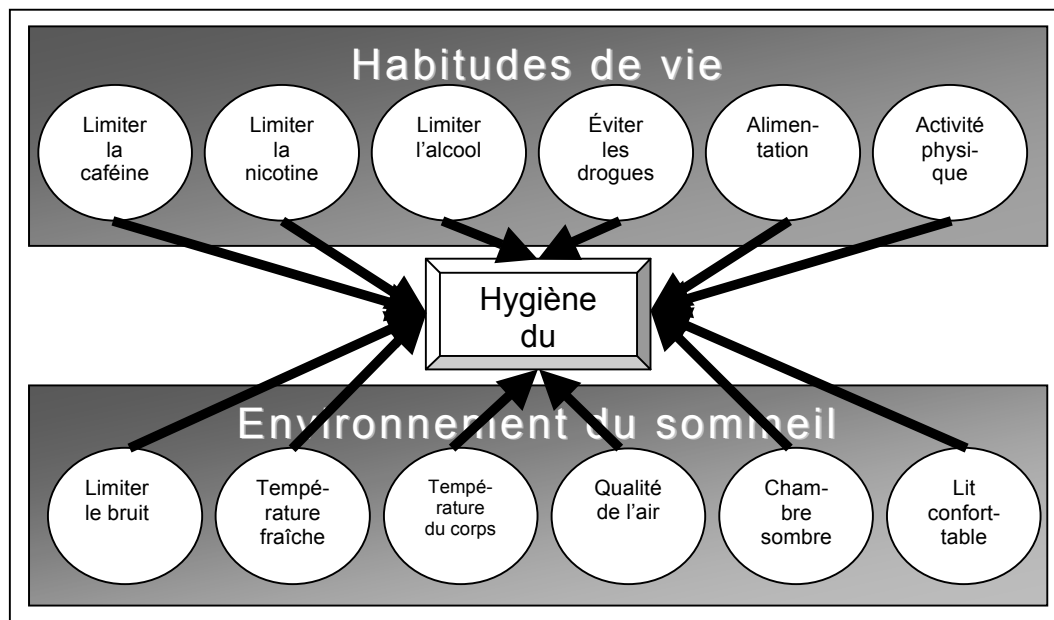 Habitudes de vie
Limiter
la
caféine
Limiter
la
nicotine
Limiter
l'alcool
Éviter
les
drogues
Alimen-
tation
Activité
physi-
que
Hygiène
du
Environnement du sommeil
Limiter
le bruit
Tempé-
rature
fraîche
Tempé-
rature
du corps
Qualité
de l'air
Cham-
bre
sombre
Lit
confort-
table